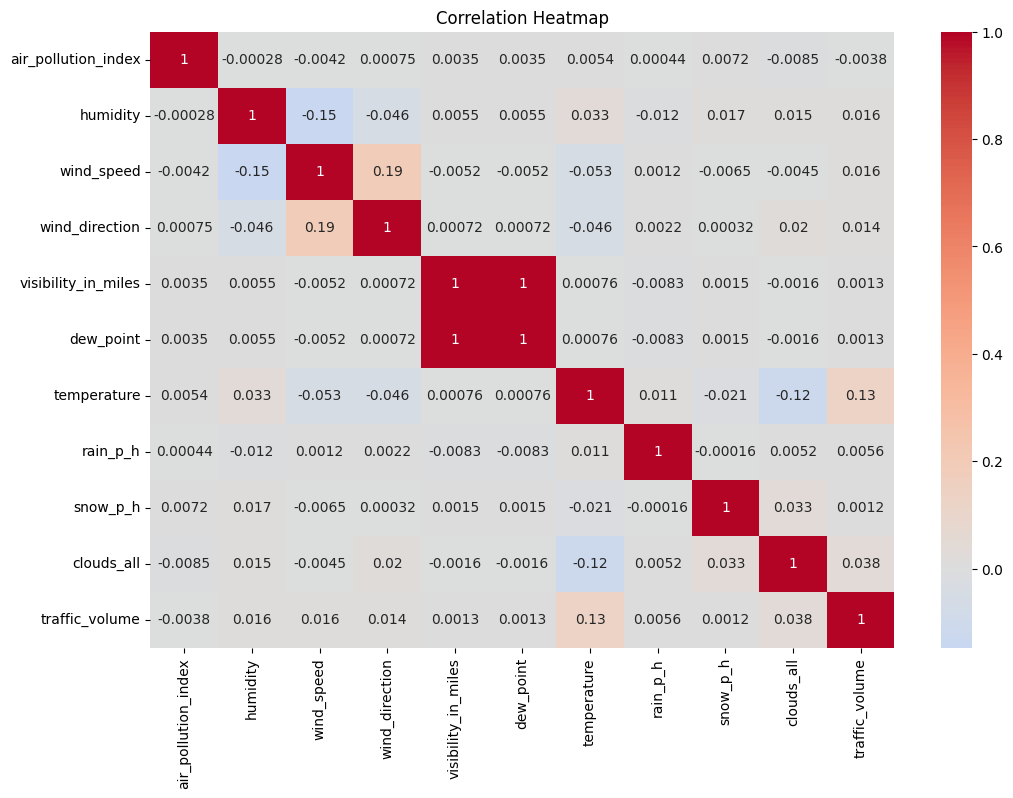 Correlation Heatmap
air_pollution_index 1 -0.00028 -0.0042 0.00075 0.0035 0.0035 0.0054 0.00044 0.0072 -0.0085 -0.0038
humidity -0.00028 1 -0.15 -0.046 0.0055 0.0055 0.033 -0.012 0.017 0.015 0.016
wind_speed -0.0042 -0.15 1 0.19 -0.0052 -0.0052 -0.053 0.0012 -0.0065 -0.0045 0.016
wind_direction 0.00075 -0.046 0.19 1 0.00072 0.00072 -0.046 0.0022 0.00032 0.02 0.014
visibility_in_miles 0.0035 0.0055 -0.0052 0.00072 1 1 0.00076 -0.0083 0.0015 -0.0016 0.0013
dew_point 0.0035 0.0055 -0.0052 0.00072 1 1 0.00076 -0.0083 0.0015 -0.0016 0.0013
temperature 0.0054 0.033 -0.053 -0.046 0.00076 0.00076 1 0.011 -0.021 -0.12 0.13
rain_p_h 0.00044 -0.012 0.0012 0.0022 -0.0083 -0.0083 0.011 1 -0.00016 0.0052 0.0056
snow_p_h 0.0072 0.017 -0.0065 0.00032 0.0015 0.0015 -0.021 -0.00016 1 0.033 0.0012
clouds_all -0.0085 0.015 -0.0045 0.02 -0.0016 -0.0016 -0.12 0.0052 0.033 1 0.038
traffic_volume -0.0038 0.016 0.016 0.014 0.0013 0.0013 0.13 0.0056 0.0012 0.038 1
air_pollution_index
humidity
wind_speed
wind_direction
visibility_in_miles
dew_point
temperature
rain_p_h
snow_p_h
clouds_all
traffic_volume
1.0
0.8
0.6
0.4
0.2
0.0